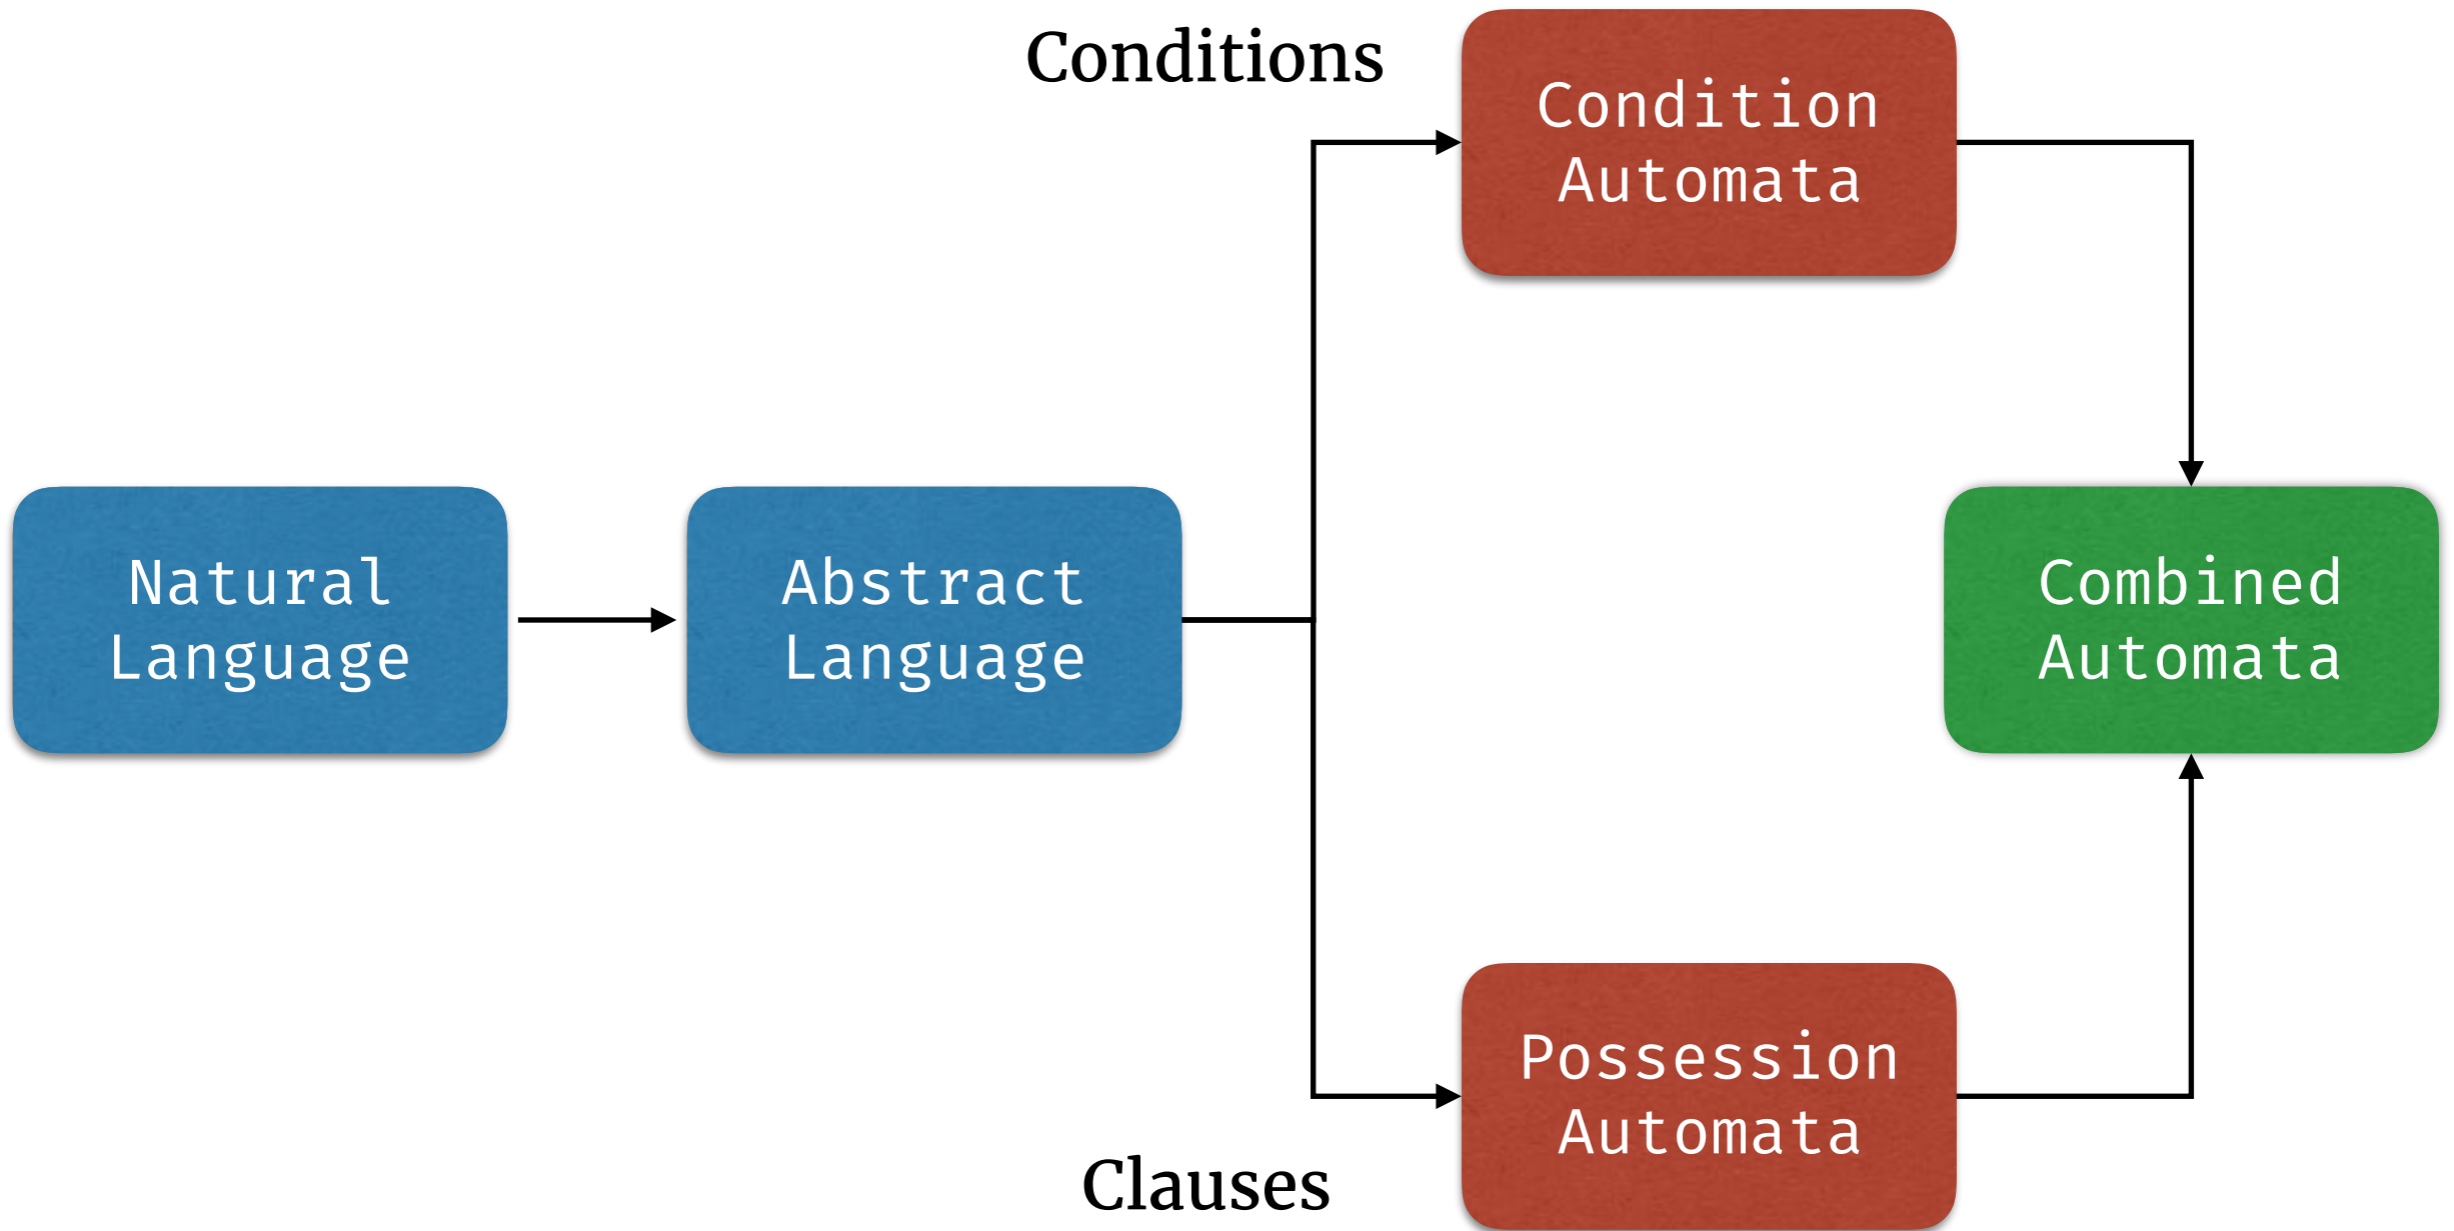 Conditions
Condition
Automata
Natural
Language
Abstract
Language
Combined
Automata
Possession
Automata
Clauses